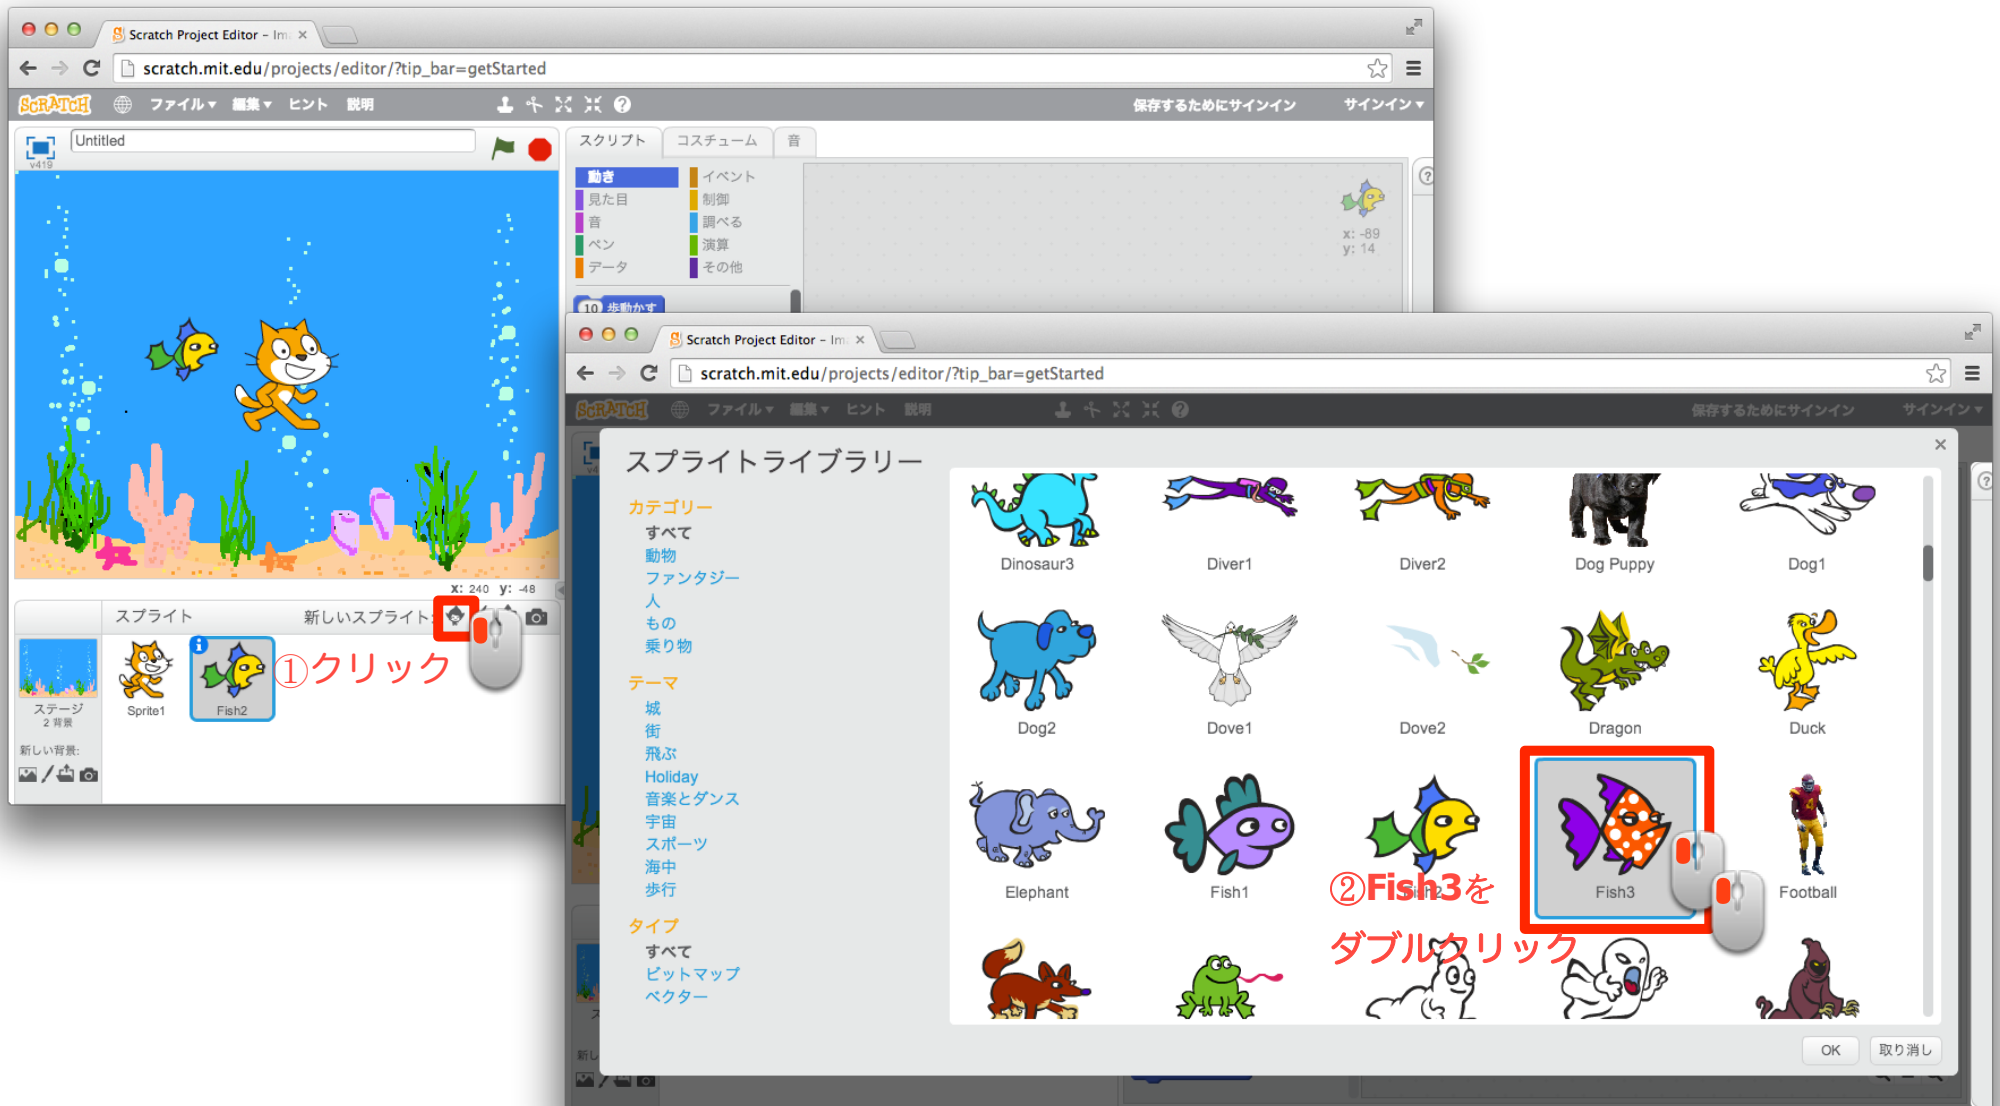 Scratch Project Editor – Im
scratch.mit.edu/projects/editor/?tip_bar=getStarted
SCRATCH ファイル▼ 編集▼ ヒント 説明 保存するためにサインイン サインイン▼
v419 Untitled
スクリプト コスチューム 音
動き イベント
見た目 制御
音 調べる
ペン 演算
データ その他
x: -89
y: 14
10 歩動かす
x: 240 y: -48
スプライト 新しいスプライト:
①クリック
Sprite1 Fish2
ステージ
2 背景
新しい背景:
Scratch Project Editor – Im
scratch.mit.edu/projects/editor/?tip_bar=getStarted
SCRATCH ファイル▼ 編集▼ ヒント 説明 保存するためにサインイン サインイン▼
スプライトライブラリー
カテゴリー
すべて
動物
ファンタジー
人
もの
乗り物
テーマ
城
街
飛ぶ
Holiday
音楽とダンス
宇宙
スポーツ
海中
歩行
タイプ
すべて
ビットマップ
ベクター
Dinosaur3 Diver1 Diver2 Dog Puppy Dog1
Dog2 Dove1 Dove2 Dragon Duck
Elephant Fish1 Fish2 Fish3 Football
②Fish3を
ダブルクリック
OK 取り消し